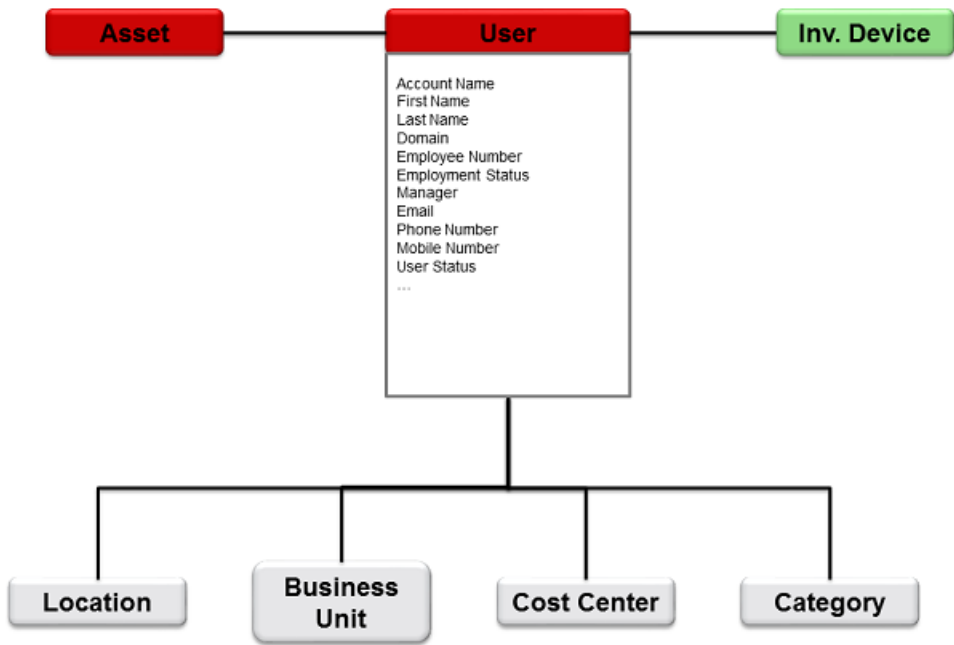 Asset
User
Inv. Device
Account Name
First Name
Last Name
Domain
Employee Number
Employment Status
Manager
Email
Phone Number
Mobile Number
User Status
...
Location
Business
Unit
Cost Center
Category